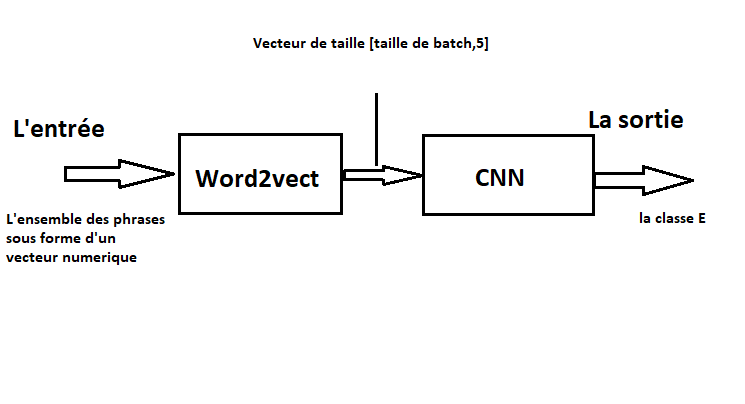 Vecteur de taille [taille de batch,5]
L'entrée
La sortie
Word2vect
CNN
L'ensemble des phrases
sous forme d'un
vecteur numerique
la classe E